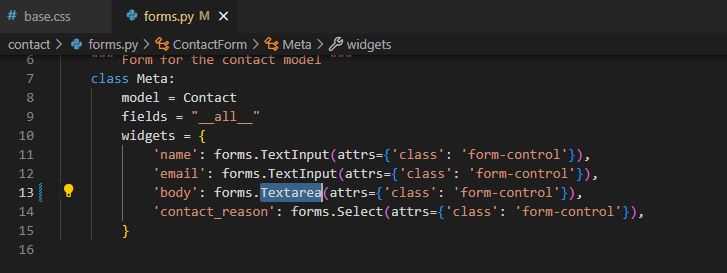 # base.css
forms.py M ×
contact > forms.py > ContactForm > Meta > widgets
6 """ Form for the contact model """
7 class Meta:
8 model = Contact
9 fields = "__all__"
10 widgets = {
11 'name': forms.TextInput(attrs={'class': 'form-control'}),
12 'email': forms.TextInput(attrs={'class': 'form-control'}),
13 'body': forms.Textarea(attrs={'class': 'form-control'}),
14 'contact_reason': forms.Select(attrs={'class': 'form-control'}),
15 }
16